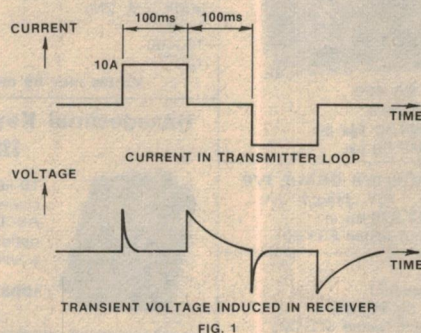 100ms 100ms
CURRENT
10A
TIME
CURRENT IN TRANSMITTER LOOP
VOLTAGE
TIME
TRANSIENT VOLTAGE INDUCED IN RECEIVER
FIG. 1